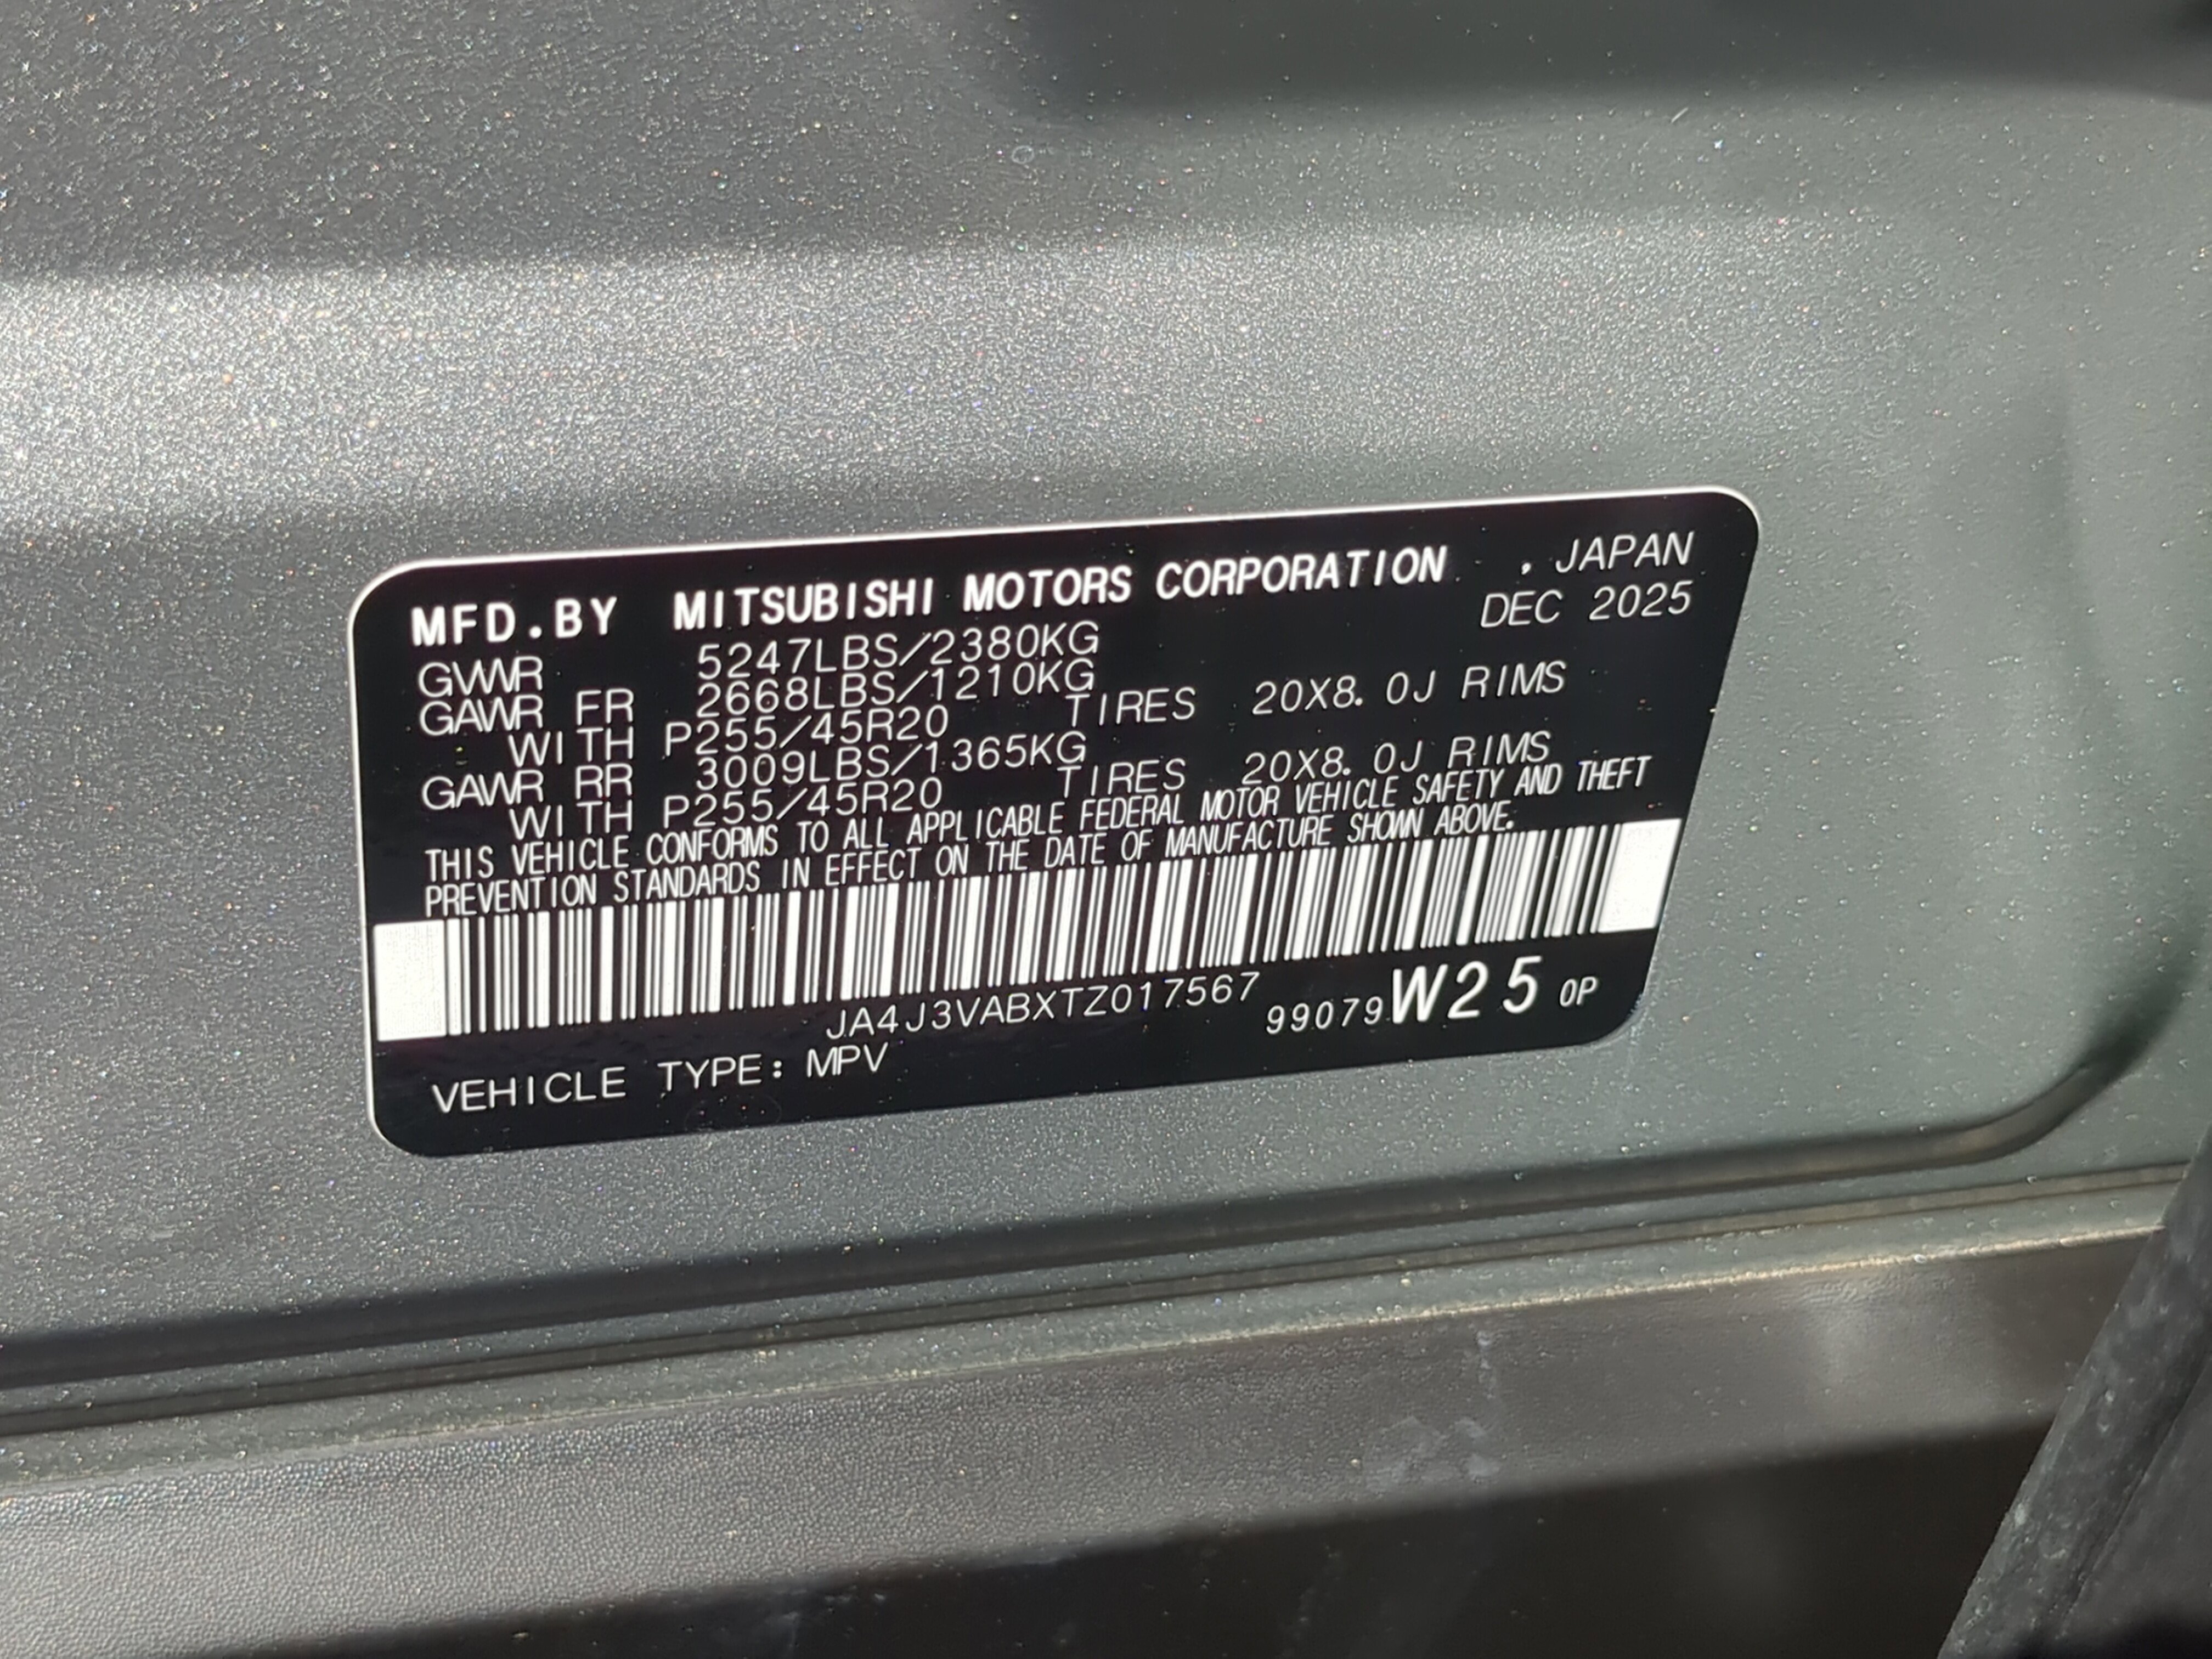 MFD.BY MITSUBISHI MOTORS CORPORATION , JAPAN
DEC 2025
GVWR 5247LBS/2380KG
GAWR FR 2668LBS/1210KG
WITH P255/45R20 TIRES 20X8.0J RIMS
GAWR RR 3009LBS/1365KG
WITH P255/45R20 TIRES 20X8.0J RIMS
THIS VEHICLE CONFORMS TO ALL APPLICABLE FEDERAL MOTOR VEHICLE SAFETY AND THEFT
PREVENTION STANDARDS IN EFFECT ON THE DATE OF MANUFACTURE SHOWN ABOVE.
JA4J3VABXTZ017567 99079 W25 0P
VEHICLE TYPE: MPV